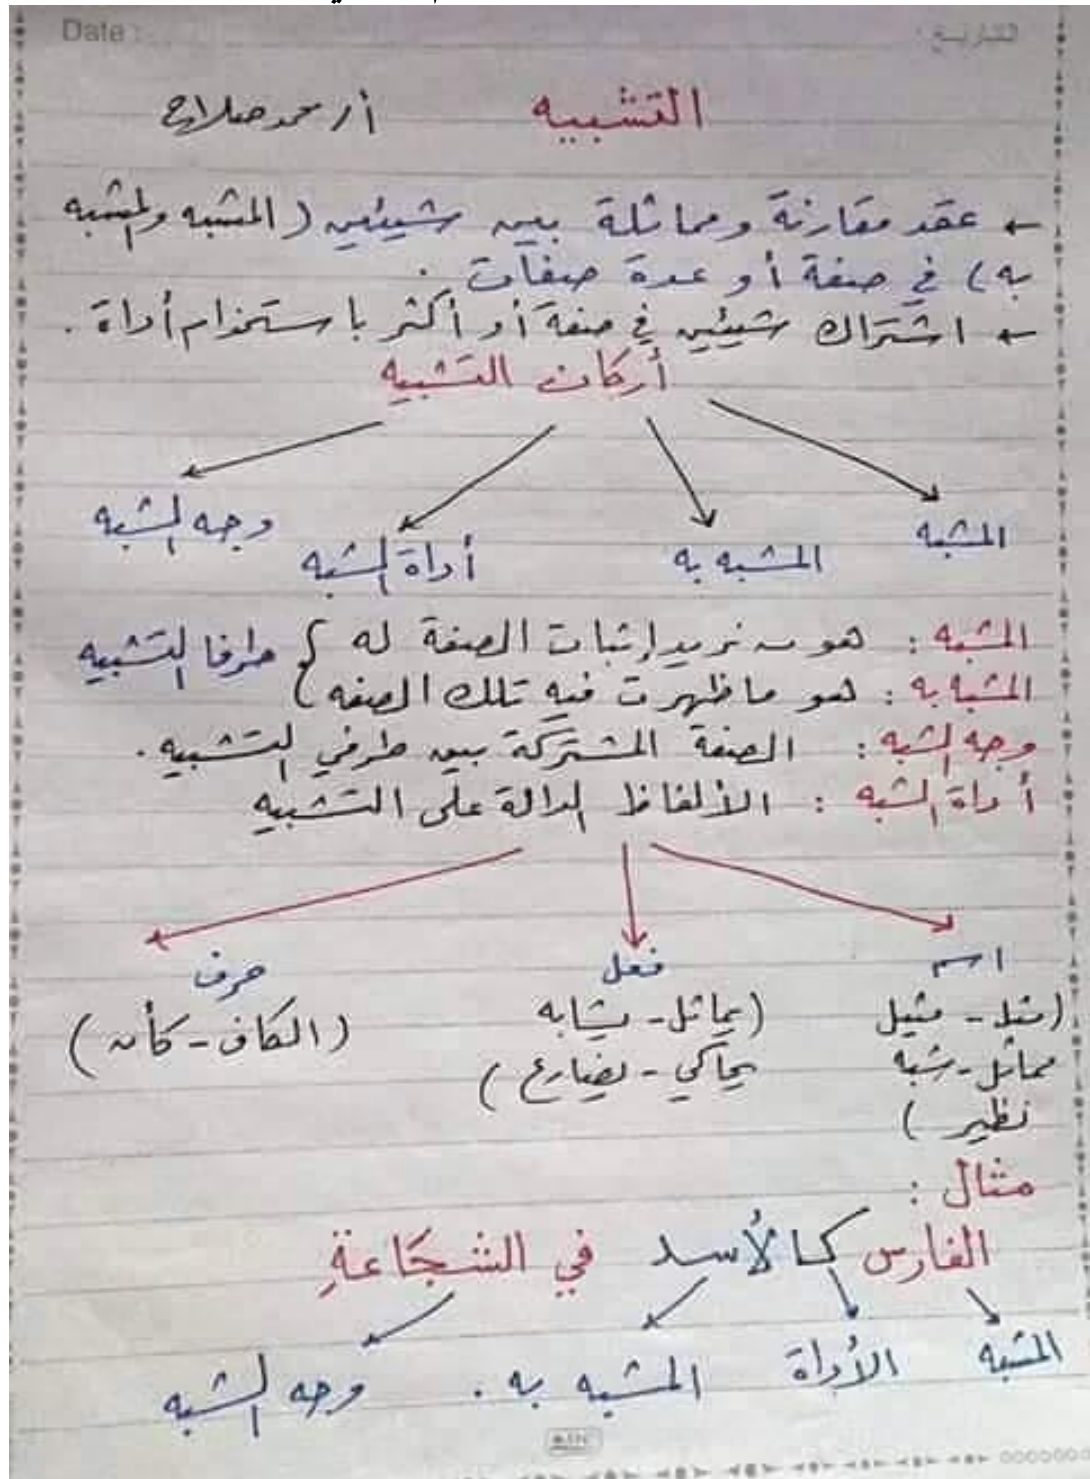 Date : التاريخ :
التشبيه أ/ محمد صلاح
← عقد مقارنة ومماثلة بين شيئين (المشبه والمشبه
به) في صفة أو عدة صفات .
← اشتراك شيئين في صفة أو أكثر باستخدام أداة .
أركان التشبيه
المشبه المشبه به أداة الشبه وجه الشبه
المشبه : هو من نريد إثبات الصفة له } طرفا التشبيه
المشبه به : هو ما ظهرت فيه تلك الصفه
وجه الشبه : الصفة المشتركة بين طرفي التشبيه .
أداة الشبه : الألفاظ الدالة على التشبيه
اسم فعل حرف
(مثل - مثيل (يماثل - يشابه (الكاف - كأن)
مماثل - شبه يحاكي - يضارع)
نظير)
مثال :
الفارس كالأسد في الشَّجَاعَةِ
المشبه الأداة المشبه به . وجه الشبه